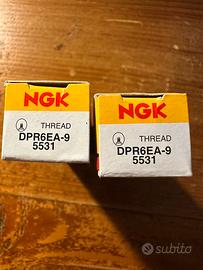 NGK
THREAD
DPR6EA-9
5531
NGK
THREAD
DPR6EA-9
5531
subito